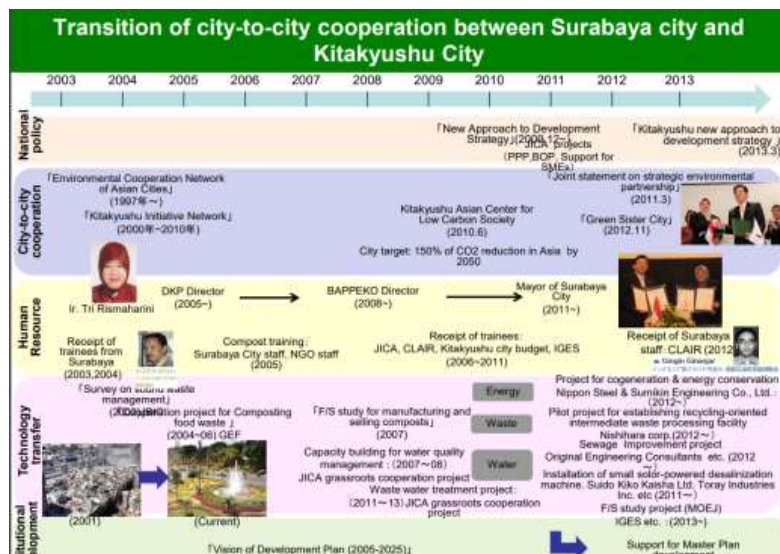 Transition of city-to-city cooperation between Surabaya city and
Kitakyushu City
2003 2004 2005 2006 2007 2008 2009 2010 2011 2012 2013
National
policy
「New Approach to Development
Strategy」(2009.12~)
JICA projects
(PPP,BOP, Support for
SMEs)
「Kitakyushu new approach to
development strategy 」
(2013.3)
City-to-city
cooperation
「Environmental Cooperation Network
of Asian Cities」
(1997年～)
「Kitakyushu Initiative Network」
(2000年~2010年)
Kitakyushu Asian Center for
Low Carbon Society
(2010.6)
City target: 150% of CO2 reduction in Asia by
2050
「Joint statement on strategic environmental
partnership」
(2011.3)
「Green Sister City」
(2012.11)
Human
Resource
Ir. Tri Rismaharini
DKP Director
(2005~)
BAPPEKO Director
(2008~)
Mayor of Surabaya
City
(2011~)
Receipt of
trainees from
Surabaya
(2003,2004)
Compost training:
Surabaya City staff, NGO staff
(2005)
Receipt of trainees:
JICA, CLAIR, Kitakyushu city budget, IGES
(2006~2011)
Receipt of Surabaya
staff: CLAIR (2012
Technology
transfer
「Survey on sound waste
management」
「Cooperation project for Composting
food waste 」
(2004~06) GEF
(2001)
(Current)
「F/S study for manufacturing and
selling composts」
(2007)
Capacity building for water quality
management : (2007～08)
JICA grassroots cooperation project
Waste water treatment project:
(2011～13) JICA grassroots cooperation
project
Energy
Waste
Water
Project for cogeneration & energy conservation
Nippon Steel & Sumikin Engineering Co., Ltd. :
(2012~)
Pilot project for establishing recycling-oriented
intermediate waste processing facility
Nishihara corp.(2012～)
Sewage Improvement project
Original Engineering Consultants etc. (2012
～)
Installation of small solor-powered desalinization
machine. Suido Kiko Kaisha Ltd. Toray Industries
Inc. etc (2011～)
F/S study project (MOEJ)
IGES etc. :(2013~)
「Vision of Development Plan (2005-2025)」
Support for Master Plan